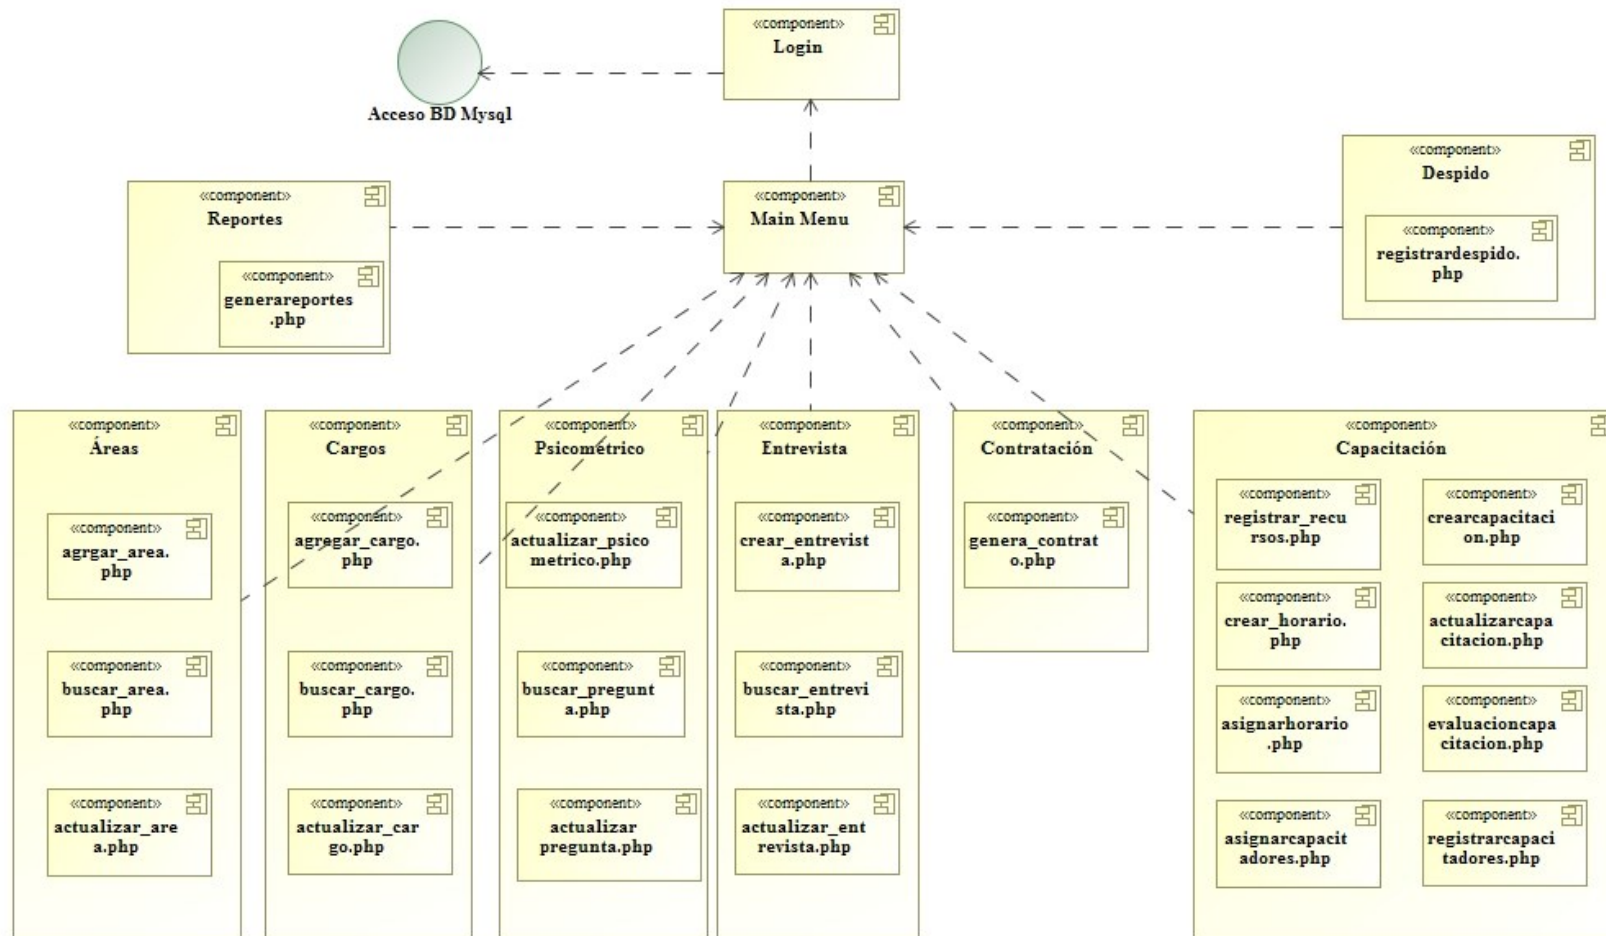 «component»
Login
Acceso BD Mysql
«component»
Reportes
«component»
generareportes
.php
«component»
Main Menu
«component»
Despido
«component»
registrardespido.
php
«component»
Áreas
«component»
agrgar_area.
php
«component»
buscar_area.
php
«component»
actualizar_are
a.php
«component»
Cargos
«component»
agregar_cargo.
php
«component»
buscar_cargo.
php
«component»
actualizar_car
go.php
«component»
Psicométrico
«component»
actualizar_psico
metrico.php
«component»
buscar_pregunt
a.php
«component»
actualizar
pregunta.php
«component»
Entrevista
«component»
crear_entrevist
a.php
«component»
buscar_entrevi
sta.php
«component»
actualizar_ent
revista.php
«component»
Contratación
«component»
genera_contrat
o.php
«component»
Capacitación
«component»
registrar_recu
rsos.php
«component»
crearcapacitaci
on.php
«component»
crear_horario.
php
«component»
actualizarcapa
citacion.php
«component»
asignarhorario
.php
«component»
evaluacioncapa
citacion.php
«component»
asignarcapacit
adores.php
«component»
registrarcapaci
tadores.php